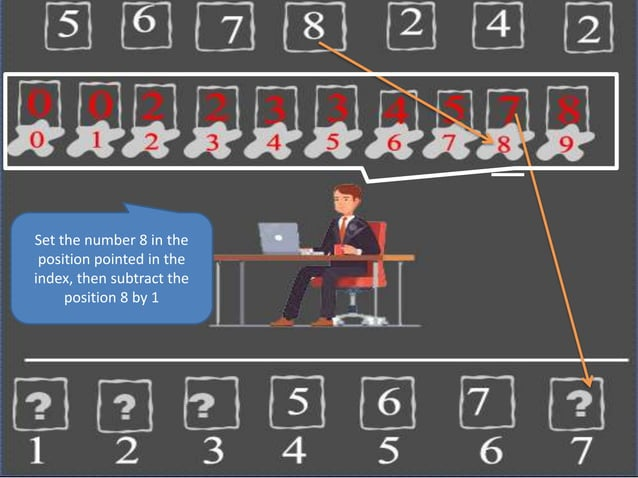 5 6 7 8 2 4 2
0 0 2 2 3 3 4 5 7 8
0 1 2 3 4 5 6 7 8 9
Set the number 8 in the
position pointed in the
index, then subtract the
position 8 by 1
? ? ? 5 6 7 ?
1 2 3 4 5 6 7